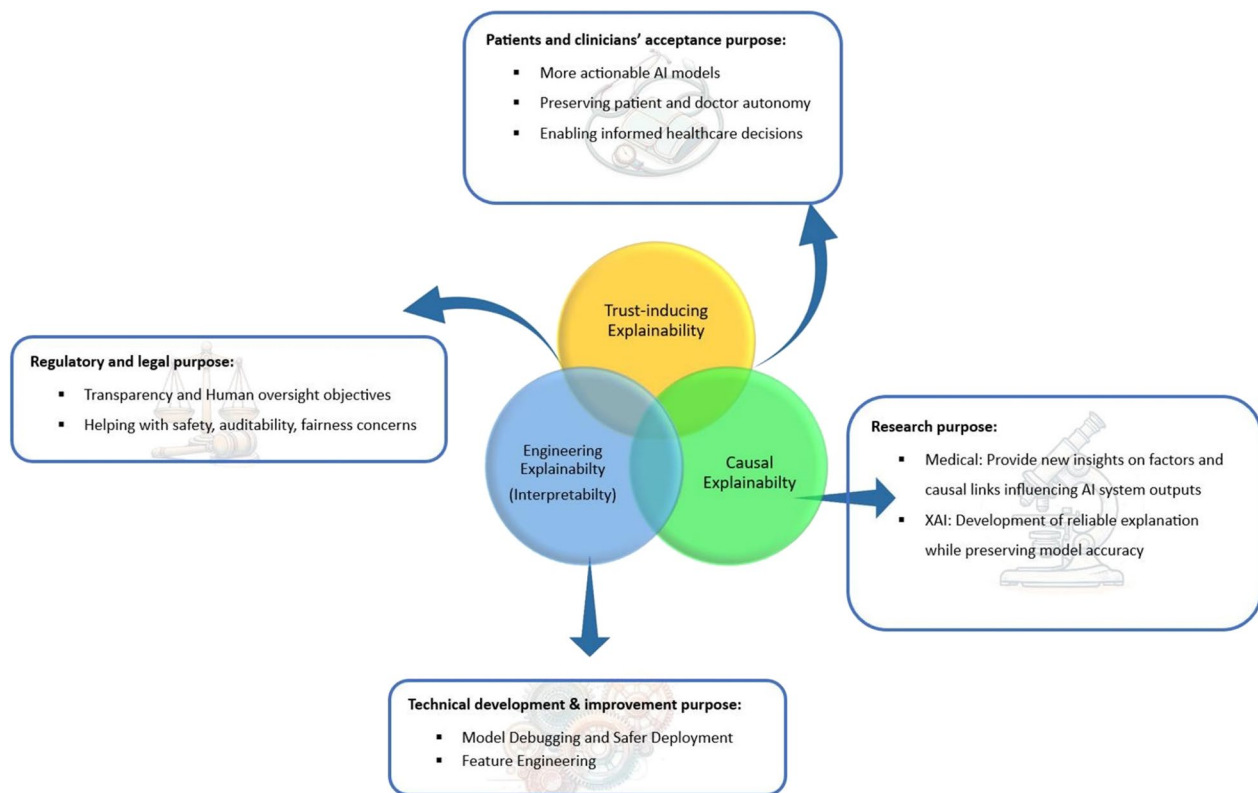 Patients and clinicians’ acceptance purpose:
▪ More actionable AI models
▪ Preserving patient and doctor autonomy
▪ Enabling informed healthcare decisions
Trust-inducing
Explainability
Regulatory and legal purpose:
▪ Transparency and Human oversight objectives
▪ Helping with safety, auditability, fairness concerns
Engineering
Explainabilty
(Interpretabilty)
Causal
Explainabilty
Research purpose:
▪ Medical: Provide new insights on factors and
causal links influencing AI system outputs
▪ XAI: Development of reliable explanation
while preserving model accuracy
Technical development & improvement purpose:
▪ Model Debugging and Safer Deployment
▪ Feature Engineering